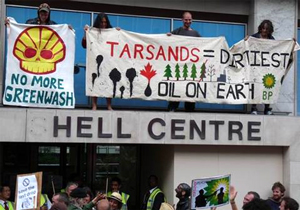 NO MORE
GREENWASH
TARSANDS = DIRTIEST
OIL ON EARTH
BP
HELL CENTRE